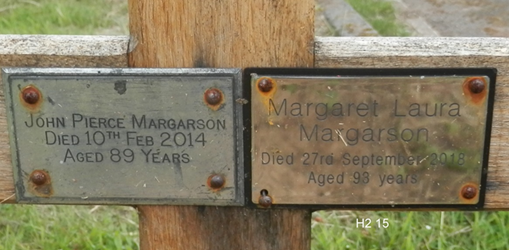 John Pierce Margarson
Died 10th Feb 2014
Aged 89 Years
Margaret Laura
Margarson
Died 27rd September 2018
Aged 93 years
H2 15